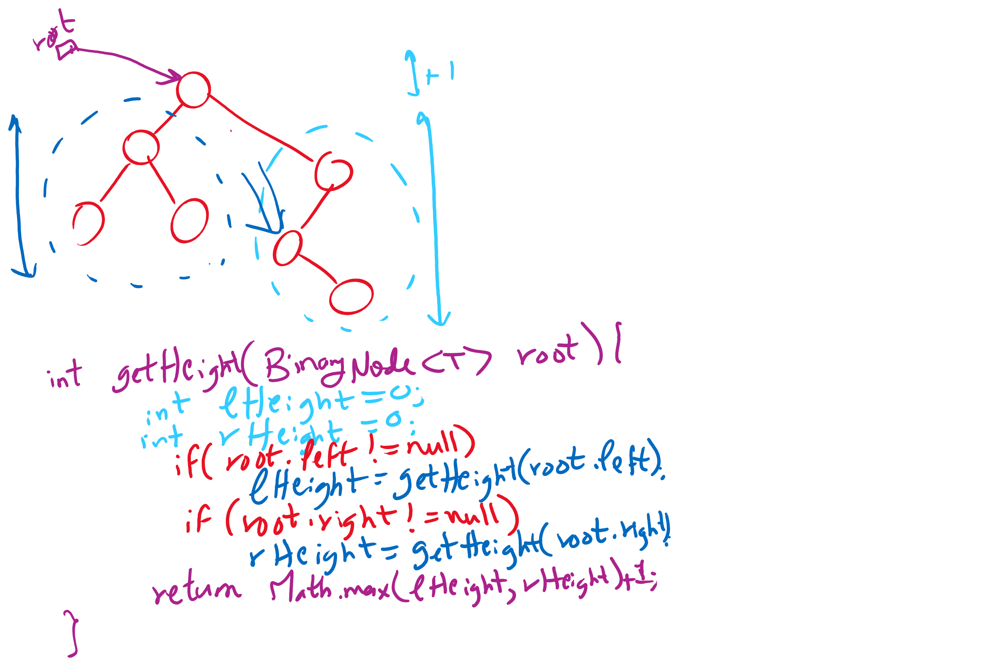 root
+1
int getHeight(BinaryNode<T> root){
int lHeight = 0;
int rHeight = 0;
if(root.left != null)
lHeight = getHeight(root.left);
if(root.right != null)
rHeight = getHeight(root.right);
return Math.max(lHeight, rHeight)+1;
}